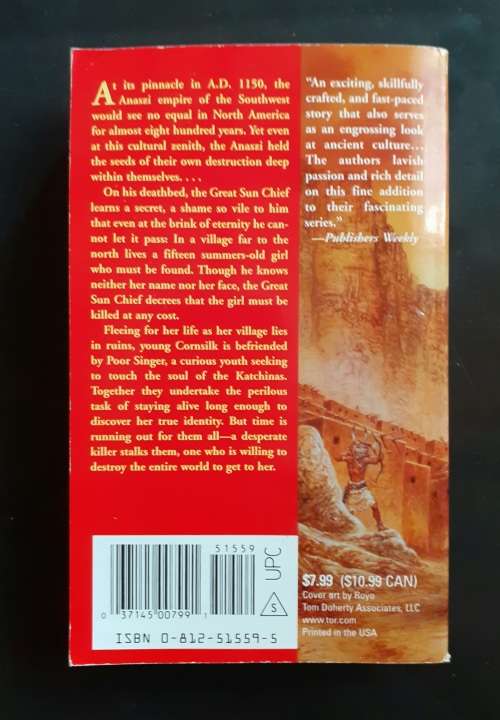 At its pinnacle in A.D. 1150, the
Anaszi empire of the Southwest
would see no equal in North America
for almost eight hundred years. Yet even
at this cultural zenith, the Anaszi held
the seeds of their own destruction deep
within themselves. . . .
On his deathbed, the Great Sun Chief
learns a secret, a shame so vile to him
that even at the brink of eternity he can-
not let it pass: In a village far to the
north lives a fifteen summers-old girl
who must be found. Though he knows
neither her name nor her face, the Great
Sun Chief decrees that the girl must be
killed at any cost.
Fleeing for her life as her village lies
in ruins, young Cornsilk is befriended
by Poor Singer, a curious youth seeking
to touch the soul of the Katchinas.
Together they undertake the perilous
task of staying alive long enough to
discover her true identity. But time is
running out for them all—a desperate
killer stalks them, one who is willing to
destroy the entire world to get to her.
"An exciting, skillfully
crafted, and fast-paced
story that also serves
as an engrossing look
at ancient culture…
The authors lavish
passion and rich detail
on this fine addition
to their fascinating
series."
—Publishers Weekly
51559
0 37145 00799 1
UPC
S
ISBN 0-812-51559-5
$7.99 ($10.99 CAN)
Cover art by Royo
Tom Doherty Associates, LLC
www.tor.com
Printed in the USA